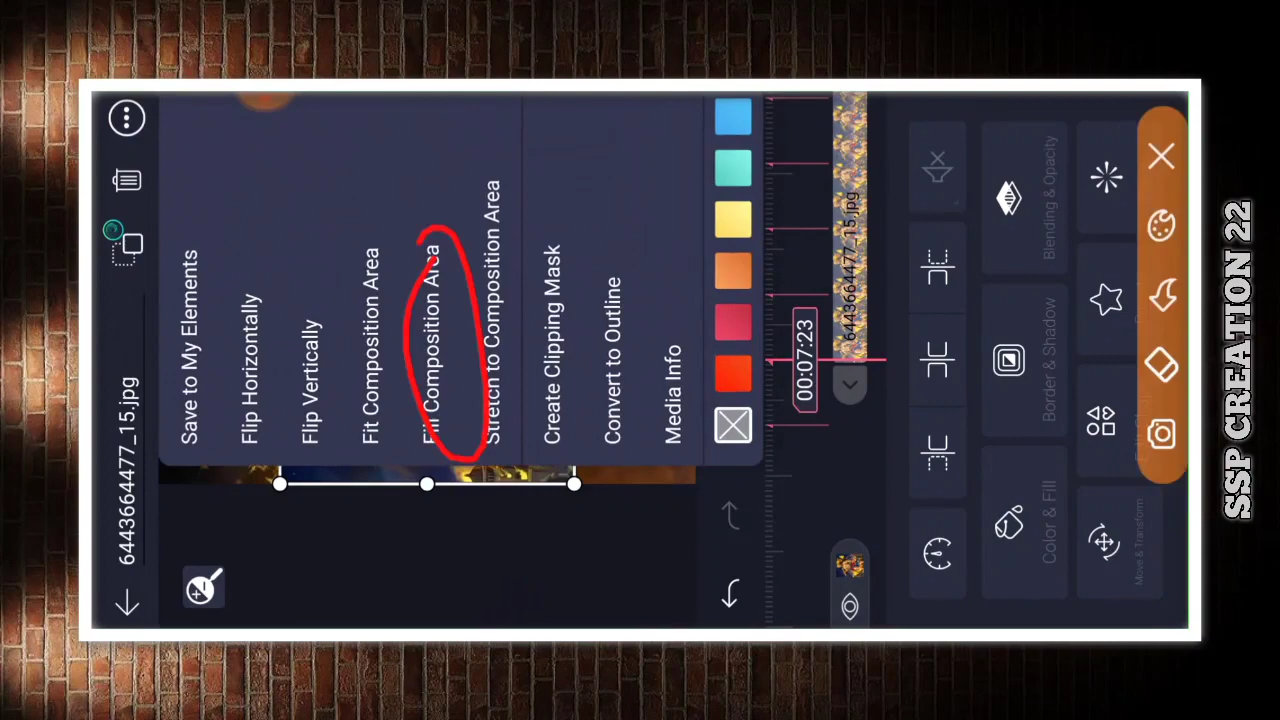 6443664477_15.jpg
Save to My Elements
Flip Horizontally
Flip Vertically
Fit Composition Area
Fill Composition Area
Stretch to Composition Area
Create Clipping Mask
Convert to Outline
Media Info
00:07:23
6443664477_15.jpg
Color & Fill
Border & Shadow
Blending & Opacity
Move & Transform
SSP CREATION 22